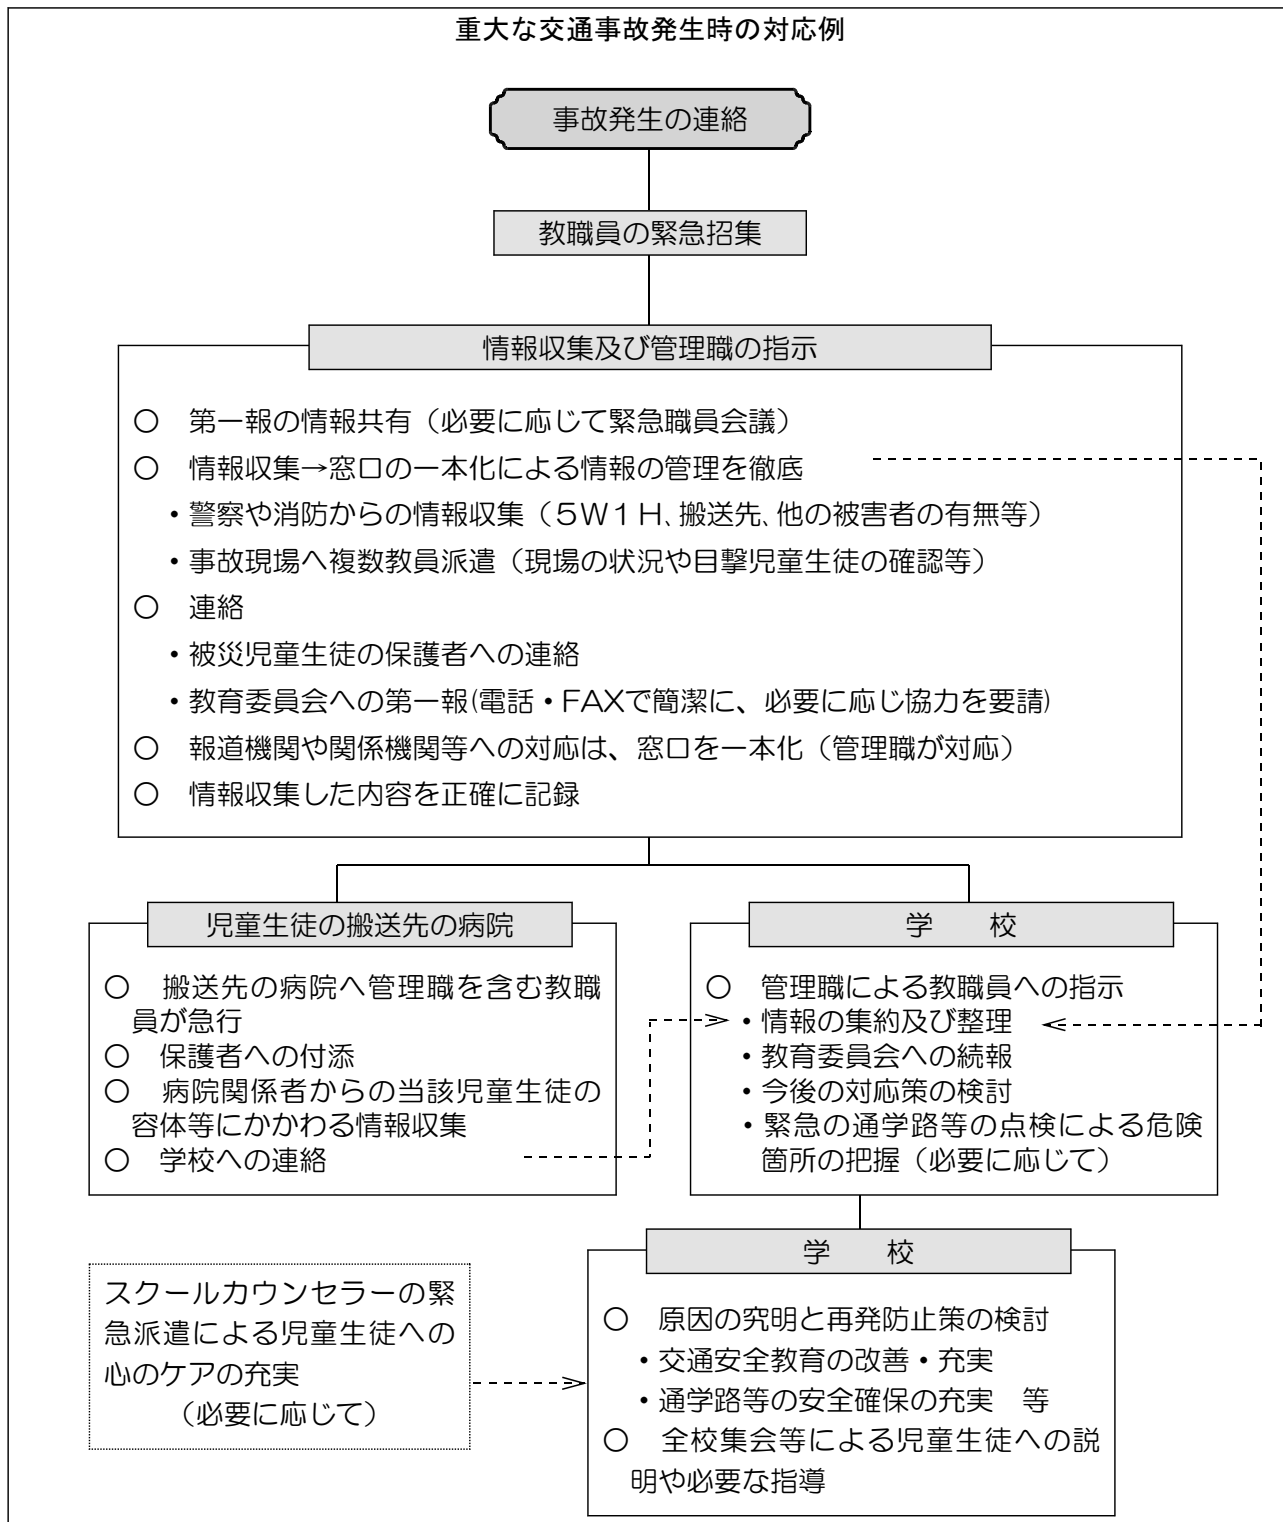 重大な交通事故発生時の対応例
事故発生の連絡
教職員の緊急招集
情報収集及び管理職の指示
○　第一報の情報共有（必要に応じて緊急職員会議）
○　情報収集→窓口の一本化による情報の管理を徹底
・警察や消防からの情報収集（５Ｗ１Ｈ、搬送先、他の被害者の有無等）
・事故現場へ複数教員派遣（現場の状況や目撃児童生徒の確認等）
○　連絡
・被災児童生徒の保護者への連絡
・教育委員会への第一報(電話・FAXで簡潔に、必要に応じ協力を要請)
○　報道機関や関係機関等への対応は、窓口を一本化（管理職が対応）
○　情報収集した内容を正確に記録
児童生徒の搬送先の病院
○　搬送先の病院へ管理職を含む教職
員が急行
○　保護者への付添
○　病院関係者からの当該児童生徒の
容体等にかかわる情報収集
○　学校への連絡
学　　校
○　管理職による教職員への指示
・情報の集約及び整理
・教育委員会への続報
・今後の対応策の検討
・緊急の通学路等の点検による危険
箇所の把握（必要に応じて）
スクールカウンセラーの緊
急派遣による児童生徒への
心のケアの充実
（必要に応じて）
学　　校
○　原因の究明と再発防止策の検討
・交通安全教育の改善・充実
・通学路等の安全確保の充実　等
○　全校集会等による児童生徒への説
明や必要な指導